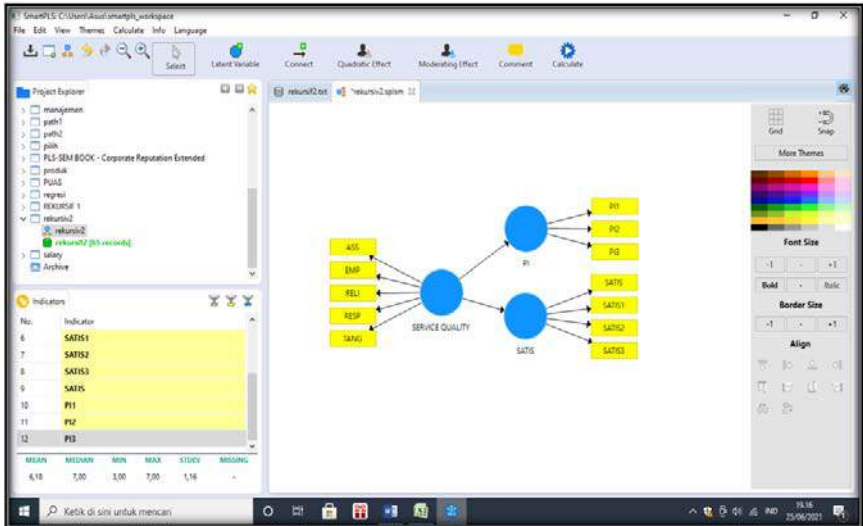 SmartPLS: C:\Users\Asus\smartpls_workspace
File Edit View Themes Calculate Info Language
Select
Latent Variable
Connect
Quadratic Effect
Moderating Effect
Comment
Calculate
Project Explorer
manajemen
path1
path2
pilih
PLS-SEM BOOK - Corporate Reputation Extended
produk
PUAS
regresi
REKURSIF 1
rekursiv2
rekursiv2
rekursif2 [65 records]
salary
Archive
Indicators
No. Indicator
6 SATIS1
7 SATIS2
8 SATIS3
9 SATIS
10 PI1
11 PI2
12 PI3
MEAN MEDIAN MIN MAX STDEV MISSING
6,18 7,00 3,00 7,00 1,16 -
rekursif2.txt
*rekursiv2.splsm
ASS
EMP
RELI
RESP
TANG
SERVICE QUALITY
PI
PI1
PI2
PI3
SATIS
SATIS
SATIS1
SATIS2
SATIS3
Grid Snap
More Themes
Font Size
-1 - +1
Bold - Italic
Border Size
-1 - +1
Align
Ketik di sini untuk mencari
IND
19.16
25/06/2021